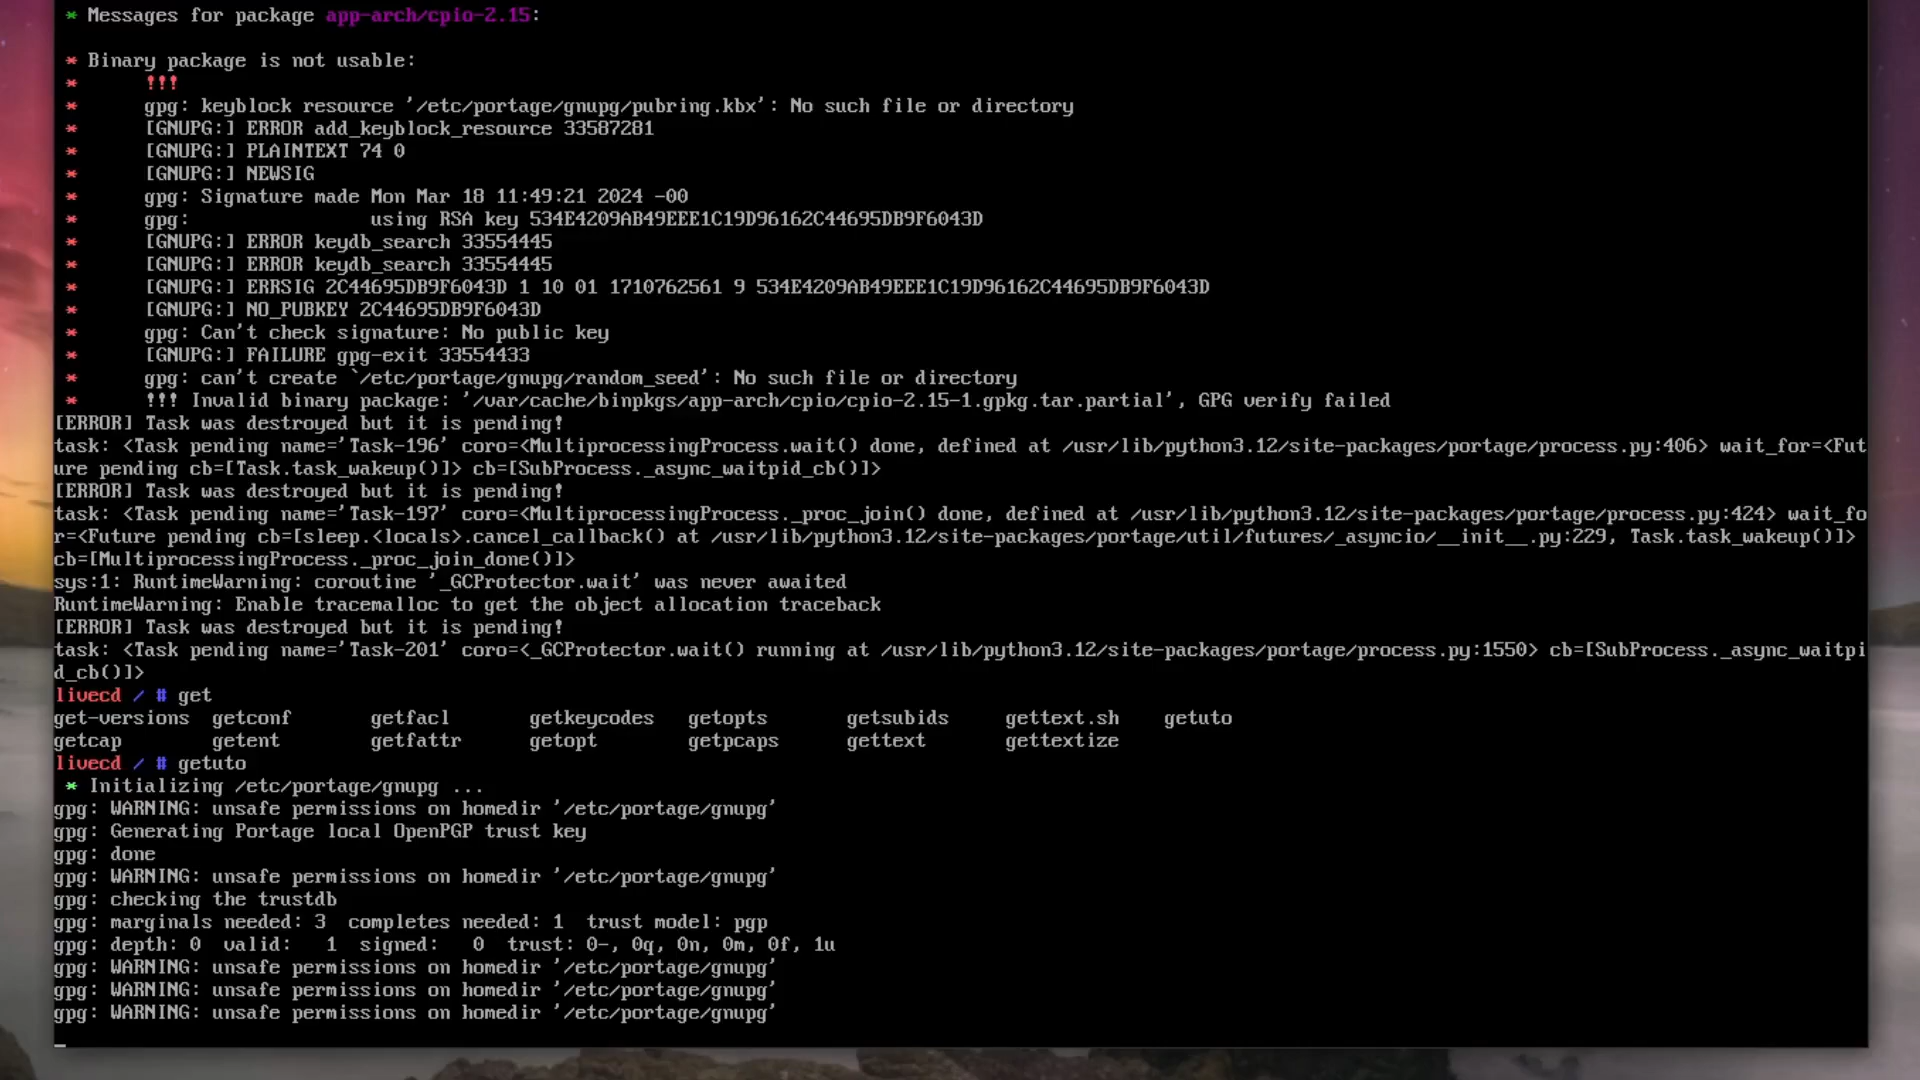 * Messages for package app-arch/cpio-2.15:
* Binary package is not usable:
* !!!
* gpg: keyblock resource '/etc/portage/gnupg/pubring.kbx': No such file or directory
* [GNUPG:] ERROR add_keyblock_resource 33587281
* [GNUPG:] PLAINTEXT 74 0
* [GNUPG:] NEWSIG
* gpg: Signature made Mon Mar 18 11:49:21 2024 -00
* gpg: using RSA key 534E4209AB49EEE1C19D96162C44695DB9F6043D
* [GNUPG:] ERROR keydb_search 33554445
* [GNUPG:] ERROR keydb_search 33554445
* [GNUPG:] ERRSIG 2C44695DB9F6043D 1 10 01 1710762561 9 534E4209AB49EEE1C19D96162C44695DB9F6043D
* [GNUPG:] NO_PUBKEY 2C44695DB9F6043D
* gpg: Can't check signature: No public key
* [GNUPG:] FAILURE gpg-exit 33554433
* gpg: can't create `/etc/portage/gnupg/random_seed': No such file or directory
* !!! Invalid binary package: '/var/cache/binpkgs/app-arch/cpio/cpio-2.15-1.gpkg.tar.partial', GPG verify failed
[ERROR] Task was destroyed but it is pending!
task: <Task pending name='Task-196' coro=<MultiprocessingProcess.wait() done, defined at /usr/lib/python3.12/site-packages/portage/process.py:406> wait_for=<Fut
ure pending cb=[Task.task_wakeup()]> cb=[SubProcess._async_waitpid_cb()]>
[ERROR] Task was destroyed but it is pending!
task: <Task pending name='Task-197' coro=<MultiprocessingProcess._proc_join() done, defined at /usr/lib/python3.12/site-packages/portage/process.py:424> wait_fo
r=<Future pending cb=[sleep.<locals>.cancel_callback() at /usr/lib/python3.12/site-packages/portage/util/futures/_asyncio/__init__.py:229, Task.task_wakeup()]>
cb=[MultiprocessingProcess._proc_join_done()]>
sys:1: RuntimeWarning: coroutine '_GCProtector.wait' was never awaited
RuntimeWarning: Enable tracemalloc to get the object allocation traceback
[ERROR] Task was destroyed but it is pending!
task: <Task pending name='Task-201' coro=<_GCProtector.wait() running at /usr/lib/python3.12/site-packages/portage/process.py:1550> cb=[SubProcess._async_waitpi
d_cb()]>
livecd / # get
get-versions getconf getfacl getkeycodes getopts getsubids gettext.sh getuto
getcap getent getfattr getopt getpcaps gettext gettextize
livecd / # getuto
* Initializing /etc/portage/gnupg ...
gpg: WARNING: unsafe permissions on homedir '/etc/portage/gnupg'
gpg: Generating Portage local OpenPGP trust key
gpg: done
gpg: WARNING: unsafe permissions on homedir '/etc/portage/gnupg'
gpg: checking the trustdb
gpg: marginals needed: 3 completes needed: 1 trust model: pgp
gpg: depth: 0 valid: 1 signed: 0 trust: 0-, 0q, 0n, 0m, 0f, 1u
gpg: WARNING: unsafe permissions on homedir '/etc/portage/gnupg'
gpg: WARNING: unsafe permissions on homedir '/etc/portage/gnupg'
gpg: WARNING: unsafe permissions on homedir '/etc/portage/gnupg'